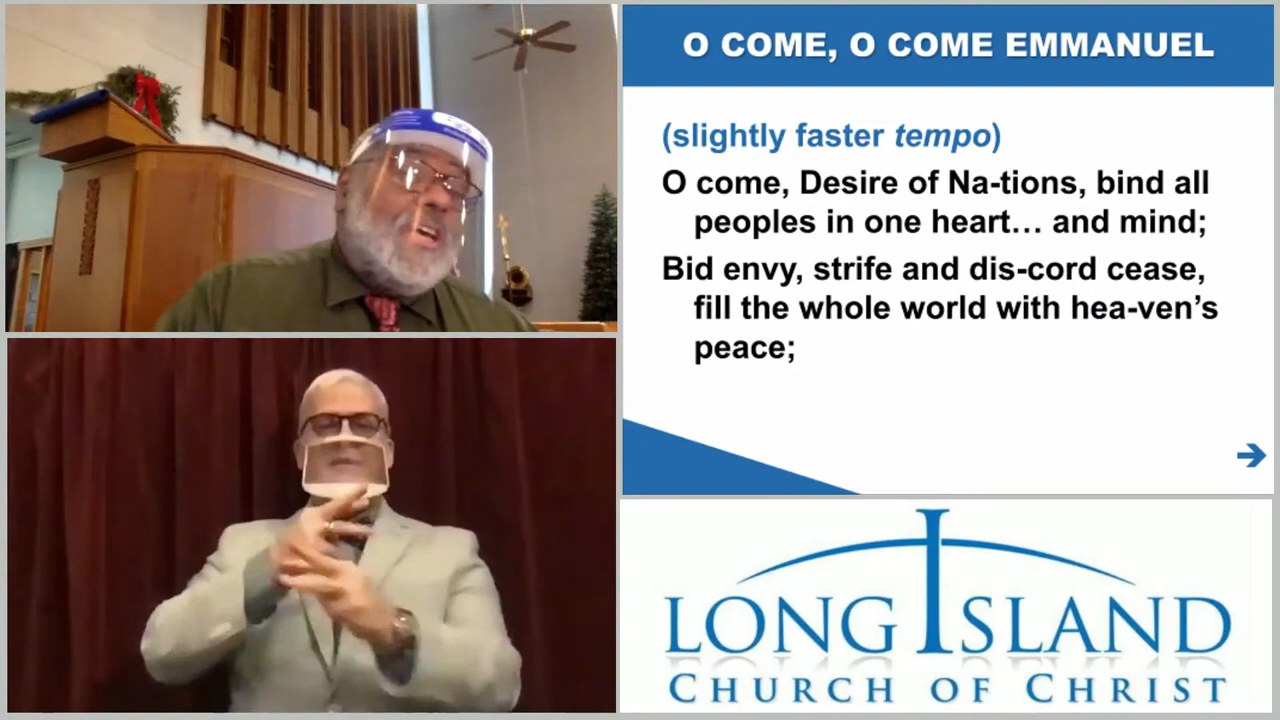 O COME, O COME EMMANUEL
(slightly faster tempo)
O come, Desire of Na-tions, bind all
peoples in one heart... and mind;
Bid envy, strife and dis-cord cease,
fill the whole world with hea-ven’s
peace;
LONG ISLAND
CHURCH OF CHRIST